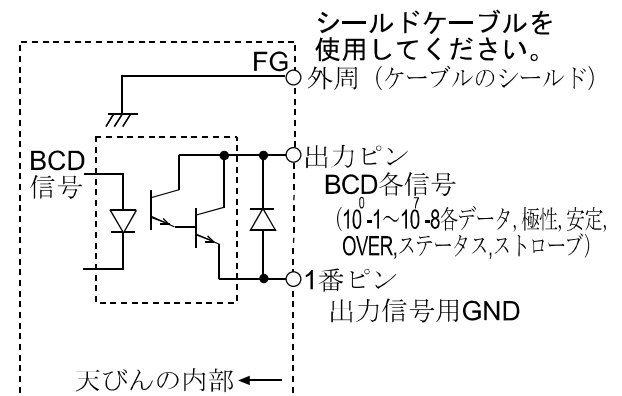 シールドケーブルを
使用してください。
FG
外周（ケーブルのシールド）
BCD
信号
出力ピン
BCD各信号
（10⁰-1～10⁷-8各データ,極性,安定,
OVER,ステータス,ストローブ）
1番ピン
出力信号用GND
天びんの内部